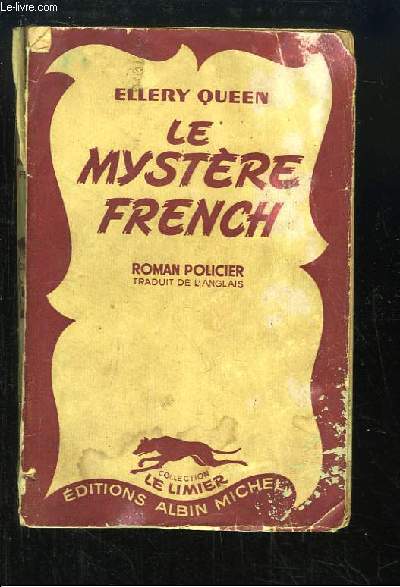 Le-livre.com
ELLERY QUEEN
LE
MYSTÈRE
FRENCH
ROMAN POLICIER
TRADUIT DE L'ANGLAIS
COLLECTION
LE LIMIER
ÉDITIONS ALBIN MICHEL